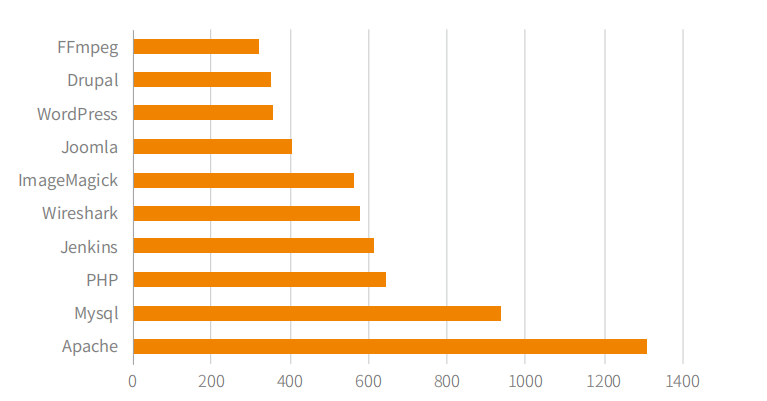 FFmpeg
Drupal
WordPress
Joomla
ImageMagick
Wireshark
Jenkins
PHP
Mysql
Apache
0 200 400 600 800 1000 1200 1400